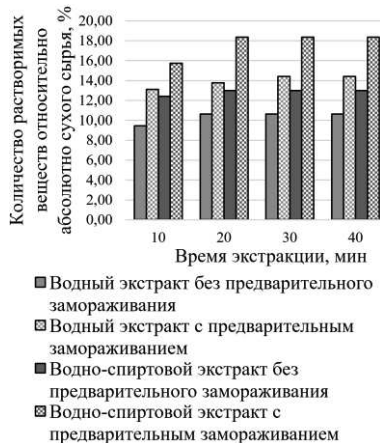 Количество растворимых
веществ относительно
абсолютно сухого сырья, %
20,00
18,00
16,00
14,00
12,00
10,00
8,00
6,00
4,00
2,00
0,00
10 20 30 40
Время экстракции, мин
Водный экстракт без предварительного
замораживания
Водный экстракт с предварительным
замораживанием
Водно-спиртовой экстракт без
предварительного замораживания
Водно-спиртовой экстракт с
предварительным замораживанием